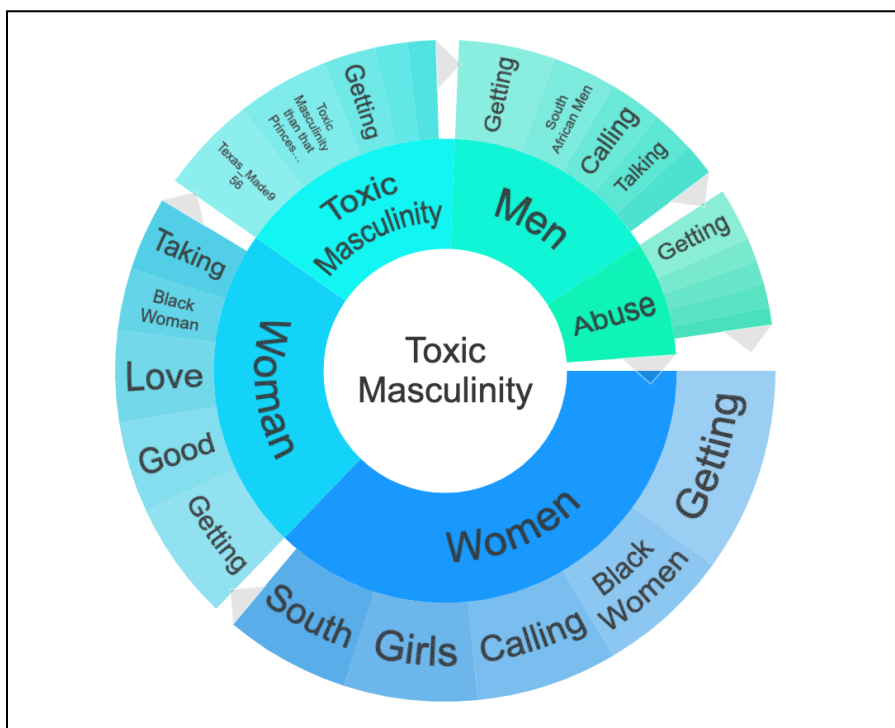 Toxic
Masculinity
Women
Getting
Black
Women
Calling
Girls
South
Woman
Getting
Good
Love
Black
Woman
Taking
Toxic
Masculinity
Texas_Made9
56
Toxic
Masculinity
than that
Princes...
Getting
Men
Getting
South
African Men
Calling
Talking
Abuse
Getting